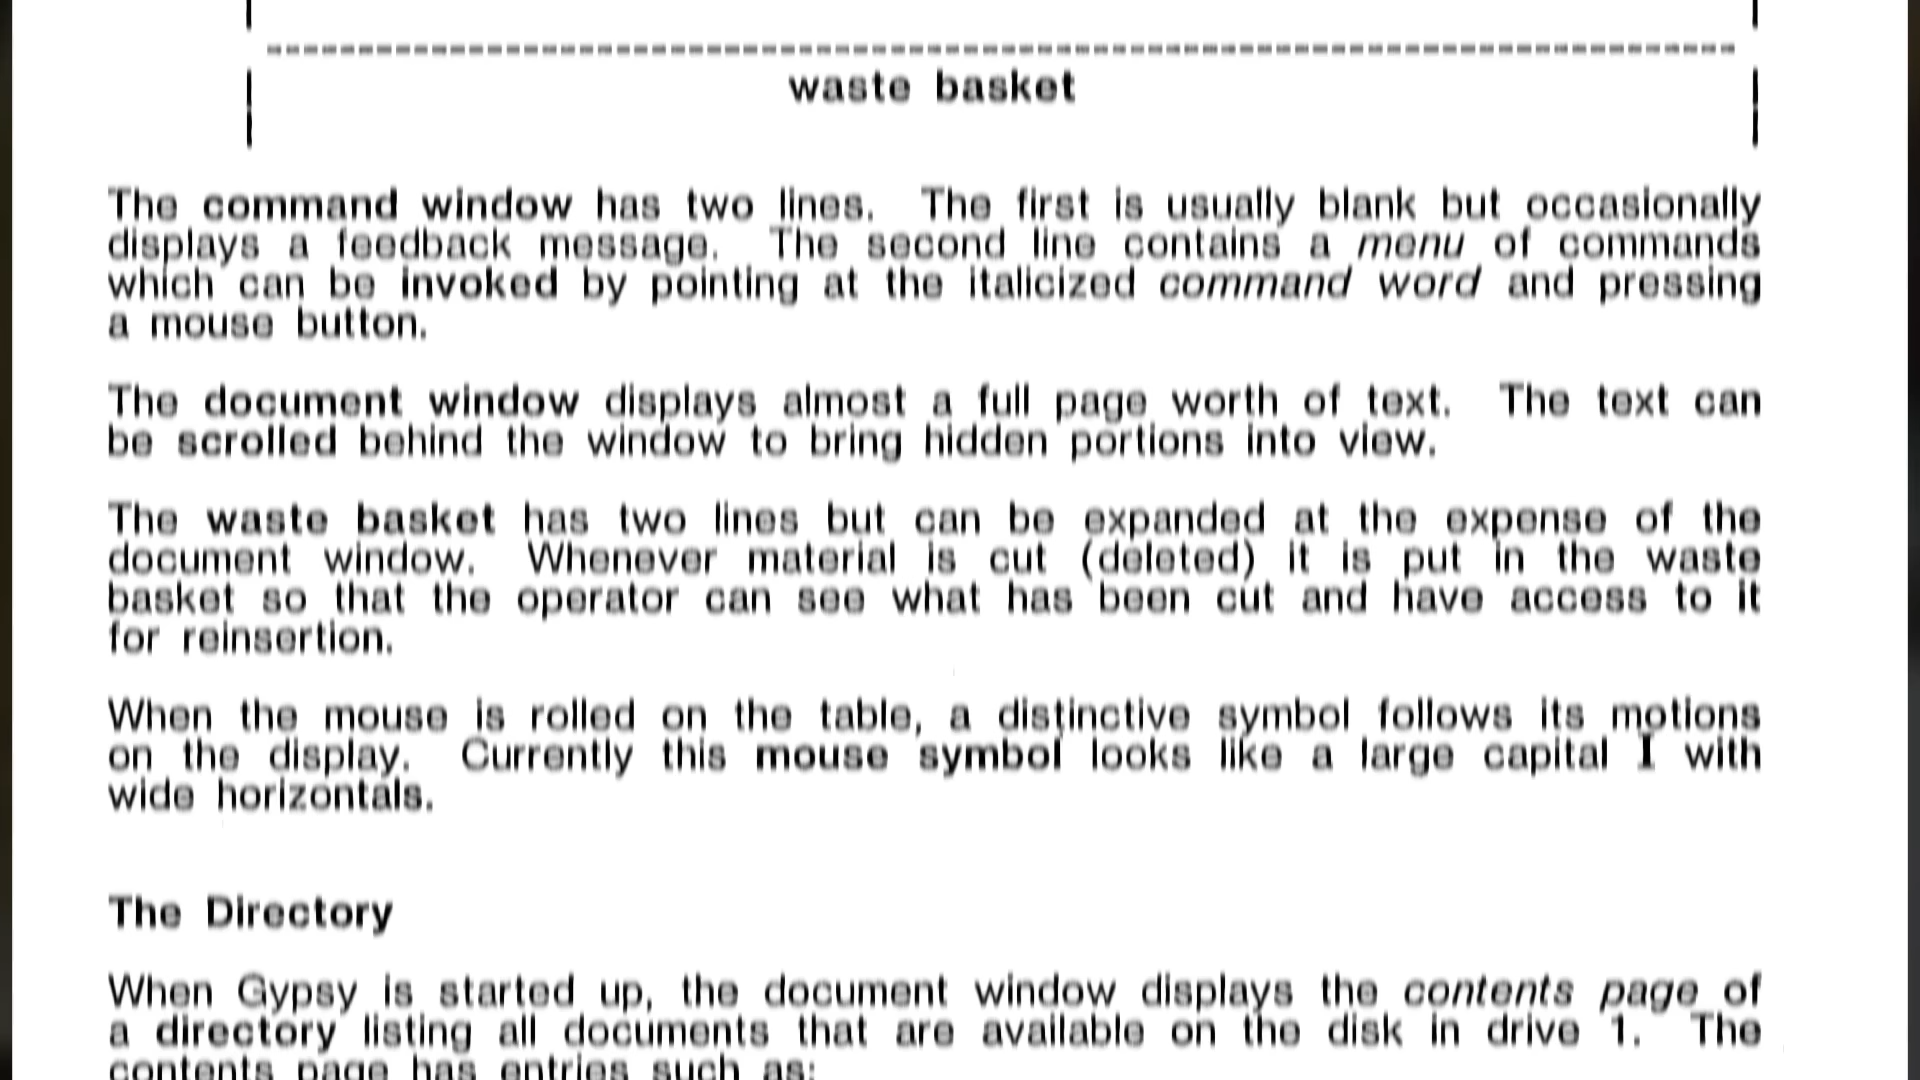 waste basket
The command window has two lines. The first is usually blank but occasionally
displays a feedback message. The second line contains a menu of commands
which can be invoked by pointing at the italicized command word and pressing
a mouse button.
The document window displays almost a full page worth of text. The text can
be scrolled behind the window to bring hidden portions into view.
The waste basket has two lines but can be expanded at the expense of the
document window. Whenever material is cut (deleted) it is put in the waste
basket so that the operator can see what has been cut and have access to it
for reinsertion.
When the mouse is rolled on the table, a distinctive symbol follows its motions
on the display. Currently this mouse symbol looks like a large capital I with
wide horizontals.
The Directory
When Gypsy is started up, the document window displays the contents page of
a directory listing all documents that are available on the disk in drive 1. The
contents page has entries such as: